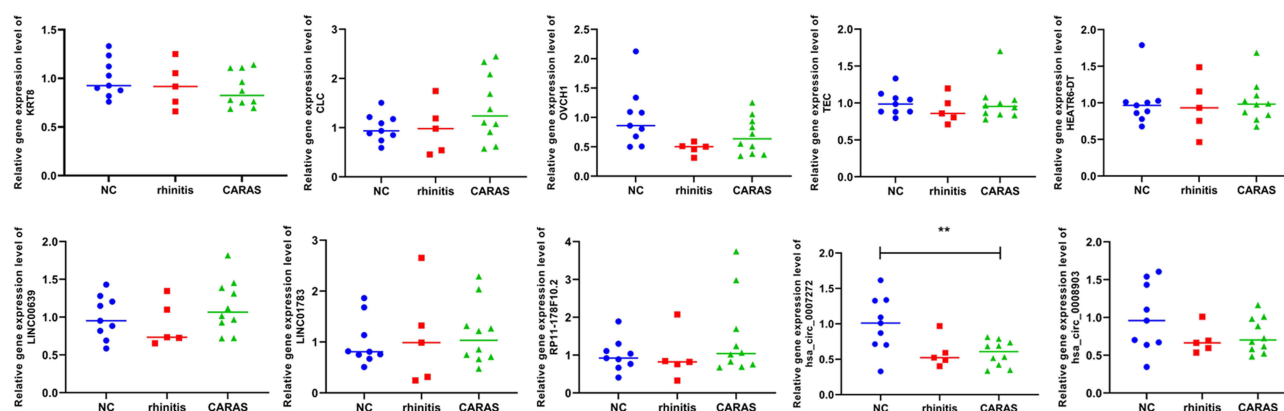 Relative gene expression level of
KRT8
1.5
1.0
0.5
0.0
NC rhinitis CARAS
Relative gene expression level of
CLC
3
2
1
0
NC rhinitis CARAS
Relative gene expression level of
OVCH1
2.5
2.0
1.5
1.0
0.5
0.0
NC rhinitis CARAS
Relative gene expression level of
TEC
2.0
1.5
1.0
0.5
0.0
NC rhinitis CARAS
Relative gene expression level of
HEATR6-DT
2.0
1.5
1.0
0.5
0.0
NC rhinitis CARAS
Relative gene expression level of
LINC00639
2.0
1.5
1.0
0.5
0.0
NC rhinitis CARAS
Relative gene expression level of
LINC01783
3
2
1
0
NC rhinitis CARAS
Relative gene expression level of
RP11-178F10.2
4
3
2
1
0
NC rhinitis CARAS
Relative gene expression level of
hsa_circ_0007272
2.0
1.5
1.0
0.5
0.0
**
NC rhinitis CARAS
Relative gene expression level of
hsa_circ_0008903
2.0
1.5
1.0
0.5
0.0
NC rhinitis CARAS